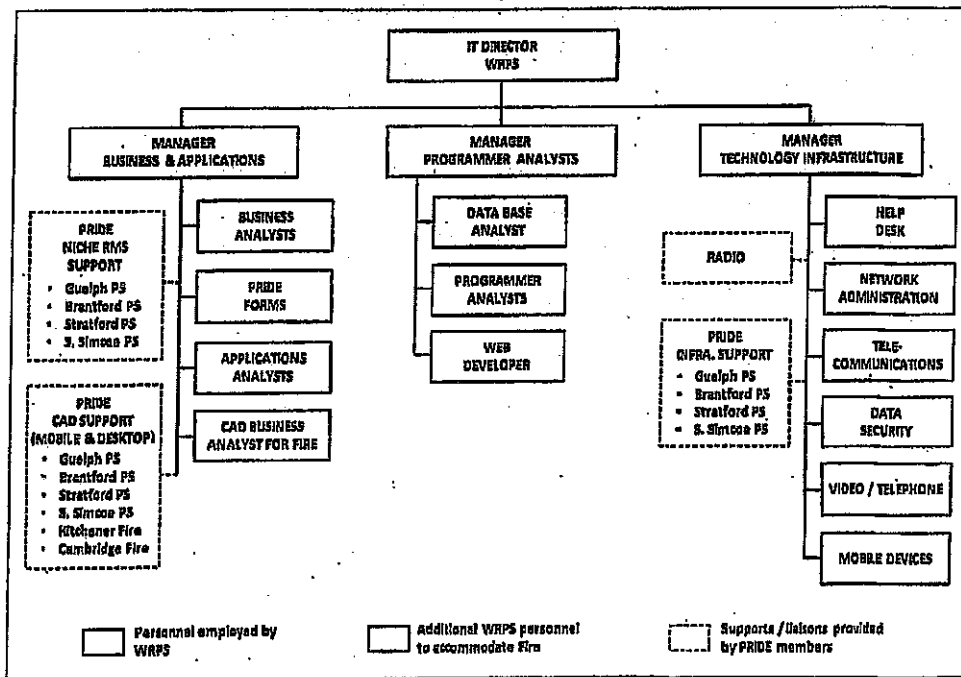 IT DIRECTOR
WRPS
MANAGER
BUSINESS & APPLICATIONS
MANAGER
PROGRAMMER ANALYSTS
MANAGER
TECHNOLOGY INFRASTRUCTURE
PRIDE
NICHE RMS
SUPPORT
• Guelph PS
• Brantford PS
• Stratford PS
• S. Simcoe PS
BUSINESS
ANALYSTS
PRIDE
FORMS
APPLICATIONS
ANALYSTS
CAD BUSINESS
ANALYST FOR FIRE
PRIDE
CAD SUPPORT
(MOBILE & DESKTOP)
• Guelph PS
• Brantford PS
• Stratford PS
• S. Simcoe PS
• Kitchener Fire
• Cambridge Fire
DATA BASE
ANALYST
PROGRAMMER
ANALYSTS
WEB
DEVELOPER
RADIO
PRIDE
INFRA. SUPPORT
• Guelph PS
• Brantford PS
• Stratford PS
• S. Simcoe PS
HELP
DESK
NETWORK
ADMINISTRATION
TELE-
COMMUNICATIONS
DATA
SECURITY
VIDEO / TELEPHONE
MOBILE DEVICES
Personnel employed by
WRPS
Additional WRPS personnel
to accommodate Fire
Supports / liaisons provided
by PRIDE members